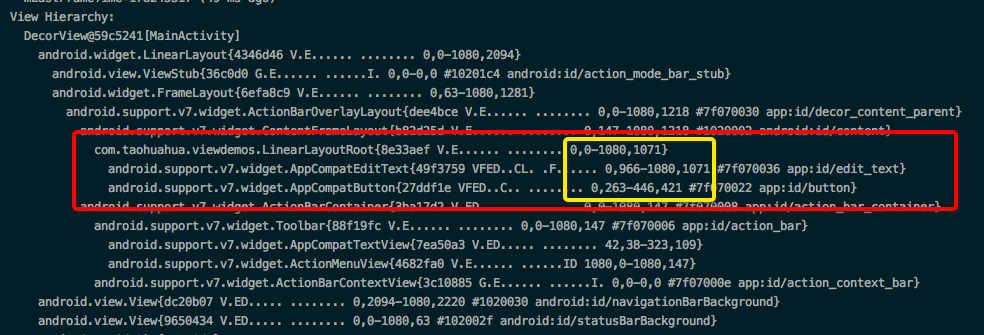 View Hierarchy:
DecorView@59c5241[MainActivity]
android.widget.LinearLayout{4346d46 V.E...... ........ 0,0-1080,2094}
android.view.ViewStub{36c0d0 G.E...... ......I. 0,0-0,0 #10201c4 android:id/action_mode_bar_stub}
android.widget.FrameLayout{6efa8c9 V.E...... ........ 0,63-1080,1281}
android.support.v7.widget.ActionBarOverlayLayout{dee4bce V.E...... ........ 0,0-1080,1218 #7f070030 app:id/decor_content_parent}
android.support.v7.widget.ContentFrameLayout{b82d25d V.E...... ........ 0,147-1080,1218 #1020002 android:id/content}
com.taohuahua.viewdemos.LinearLayoutRoot{8e33aef V.E...... ........ 0,0-1080,1071}
android.support.v7.widget.AppCompatEditText{49f3759 VFED..CL. .F...... 0,966-1080,1071 #7f070036 app:id/edit_text}
android.support.v7.widget.AppCompatButton{27ddf1e VFED..C.. ........ 0,263-446,421 #7f070022 app:id/button}
android.support.v7.widget.ActionBarContainer{3ba17d2 V.ED..... ........ 0,0-1080,147 #7f070008 app:id/action_bar_container}
android.support.v7.widget.Toolbar{88f19fc V.E...... ........ 0,0-1080,147 #7f070006 app:id/action_bar}
android.support.v7.widget.AppCompatTextView{7ea50a3 V.ED..... ........ 42,38-323,109}
android.support.v7.widget.ActionMenuView{4682fa0 V.E...... ......ID 1080,0-1080,147}
android.support.v7.widget.ActionBarContextView{3c10885 G.E...... ......I. 0,0-0,0 #7f07000e app:id/action_context_bar}
android.view.View{dc20b07 V.ED..... ........ 0,2094-1080,2220 #1020030 android:id/navigationBarBackground}
android.view.View{9650434 V.ED..... ........ 0,0-1080,63 #102002f android:id/statusBarBackground}